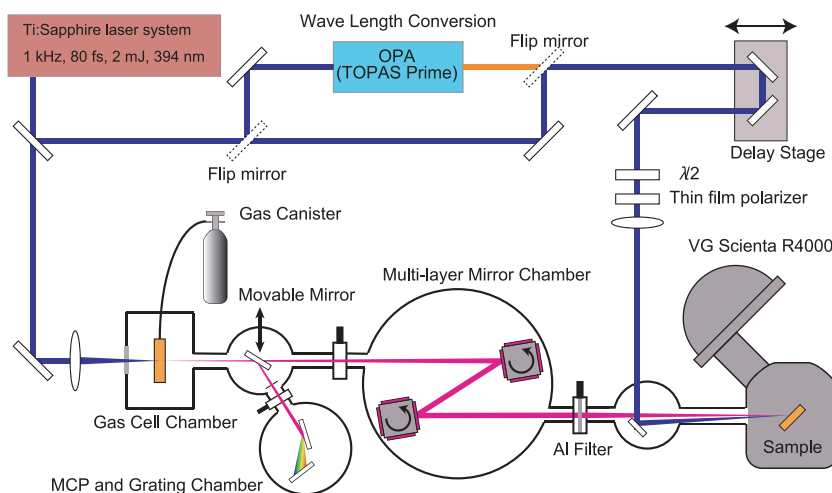 Ti:Sapphire laser system
1 kHz, 80 fs, 2 mJ, 394 nm
Wave Length Conversion
OPA
(TOPAS Prime)
Flip mirror
Flip mirror
Delay Stage
λ/2
Thin film polarizer
Gas Canister
VG Scienta R4000
Multi-layer Mirror Chamber
Movable Mirror
Gas Cell Chamber
Al Filter
Sample
MCP and Grating Chamber